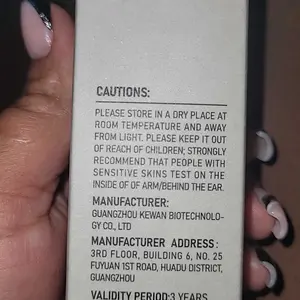 CAUTIONS:
PLEASE STORE IN A DRY PLACE AT
ROOM TEMPERATURE AND AWAY
FROM LIGHT. PLEASE KEEP IT OUT
OF REACH OF CHILDREN; STRONGLY
RECOMMEND THAT PEOPLE WITH
SENSITIVE SKINS TEST ON THE
INSIDE OF OF ARM/BEHIND THE EAR.
MANUFACTURER:
GUANGZHOU KEWAN BIOTECHNOLO-
GY CO., LTD
MANUFACTURER ADDRESS:
3RD FLOOR, BUILDING 6, NO. 25
FUYUAN 1ST ROAD, HUADU DISTRICT,
GUANGZHOU
VALIDITY PERIOD:3 YEARS